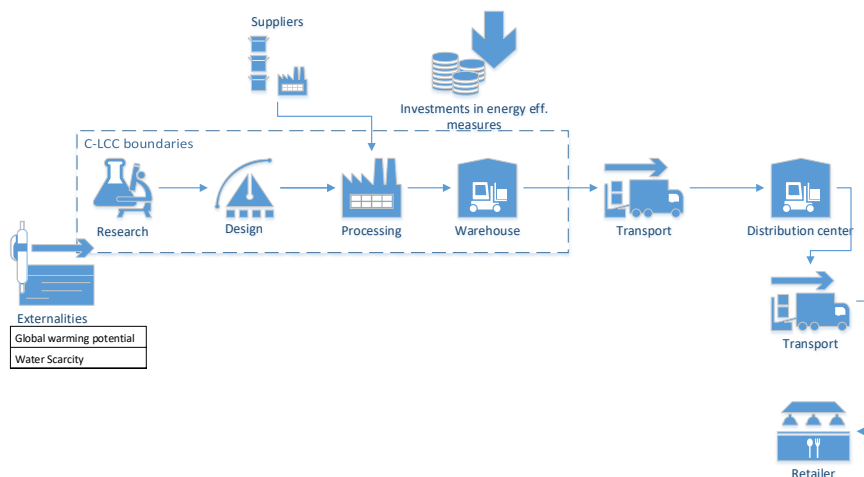 Suppliers
Investments in energy eff.
measures
C-LCC boundaries
Research
Design
Processing
Warehouse
Transport
Distribution center
Externalities
Global warming potential
Water Scarcity
Transport
Retailer